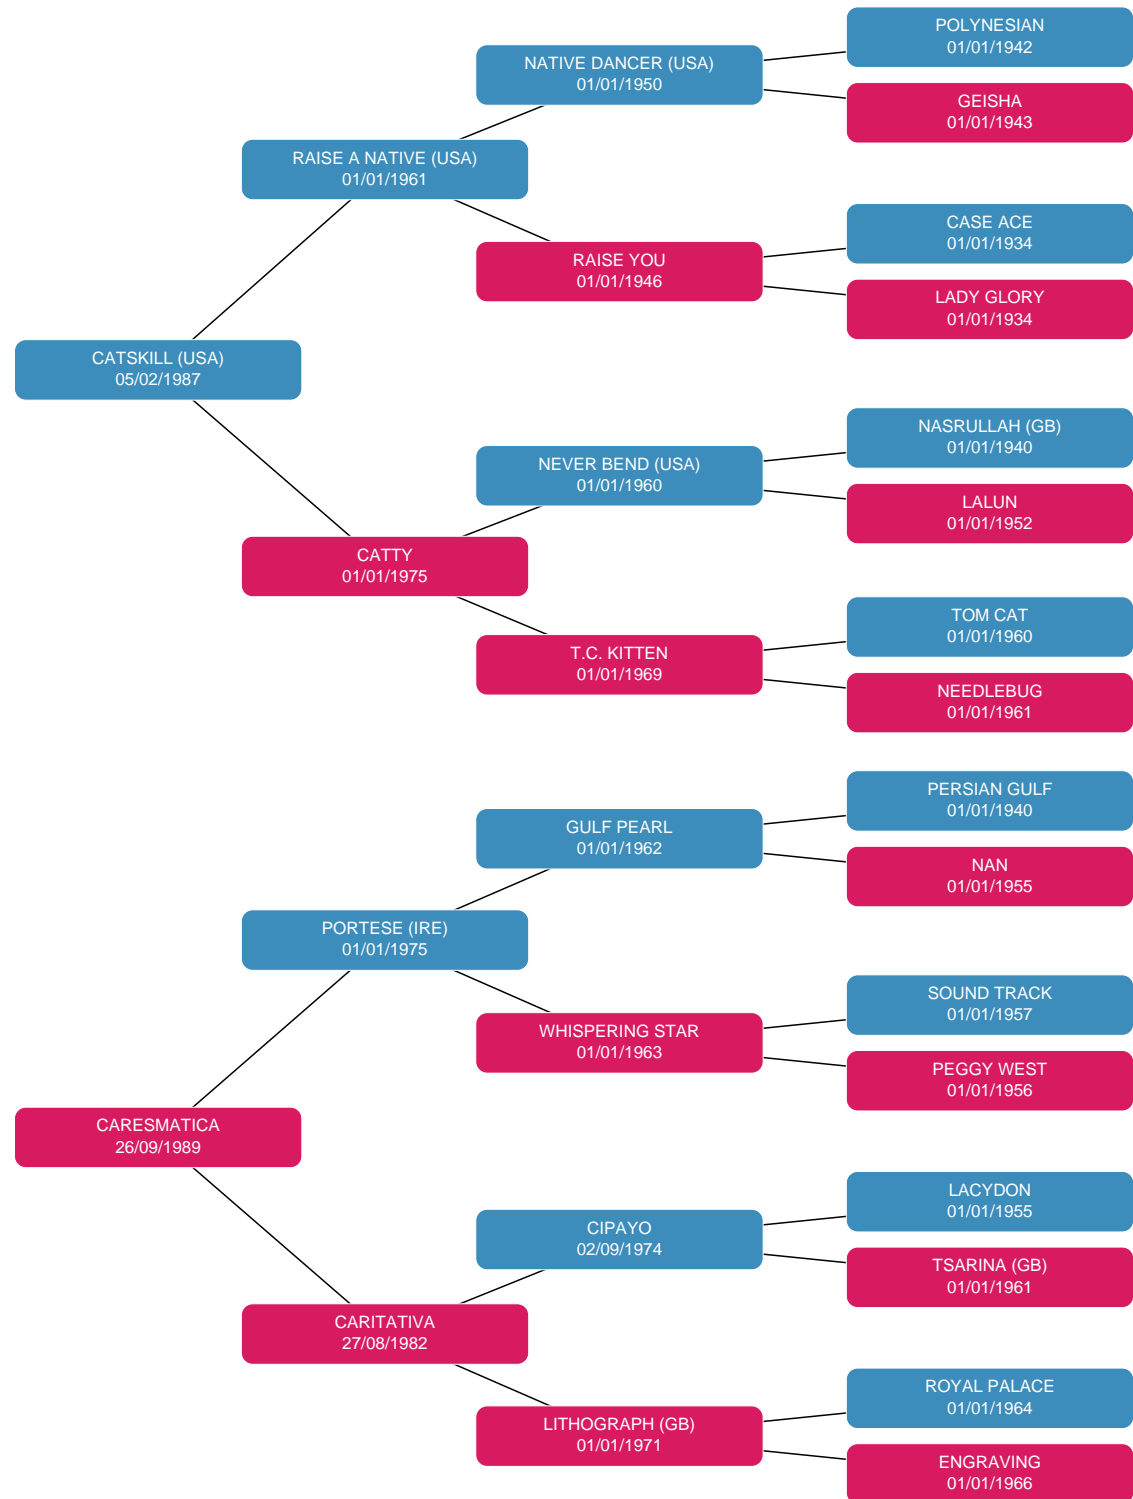 POLYNESIAN
01/01/1942
NATIVE DANCER (USA)
01/01/1950
GEISHA
01/01/1943
RAISE A NATIVE (USA)
01/01/1961
CASE ACE
01/01/1934
RAISE YOU
01/01/1946
LADY GLORY
01/01/1934
CATSKILL (USA)
05/02/1987
NASRULLAH (GB)
01/01/1940
NEVER BEND (USA)
01/01/1960
LALUN
01/01/1952
CATTY
01/01/1975
TOM CAT
01/01/1960
T.C. KITTEN
01/01/1969
NEEDLEBUG
01/01/1961
PERSIAN GULF
01/01/1940
GULF PEARL
01/01/1962
NAN
01/01/1955
PORTESE (IRE)
01/01/1975
SOUND TRACK
01/01/1957
WHISPERING STAR
01/01/1963
PEGGY WEST
01/01/1956
CARESMATICA
26/09/1989
LACYDON
01/01/1955
CIPAYO
02/09/1974
TSARINA (GB)
01/01/1961
CARITATIVA
27/08/1982
ROYAL PALACE
01/01/1964
LITHOGRAPH (GB)
01/01/1971
ENGRAVING
01/01/1966